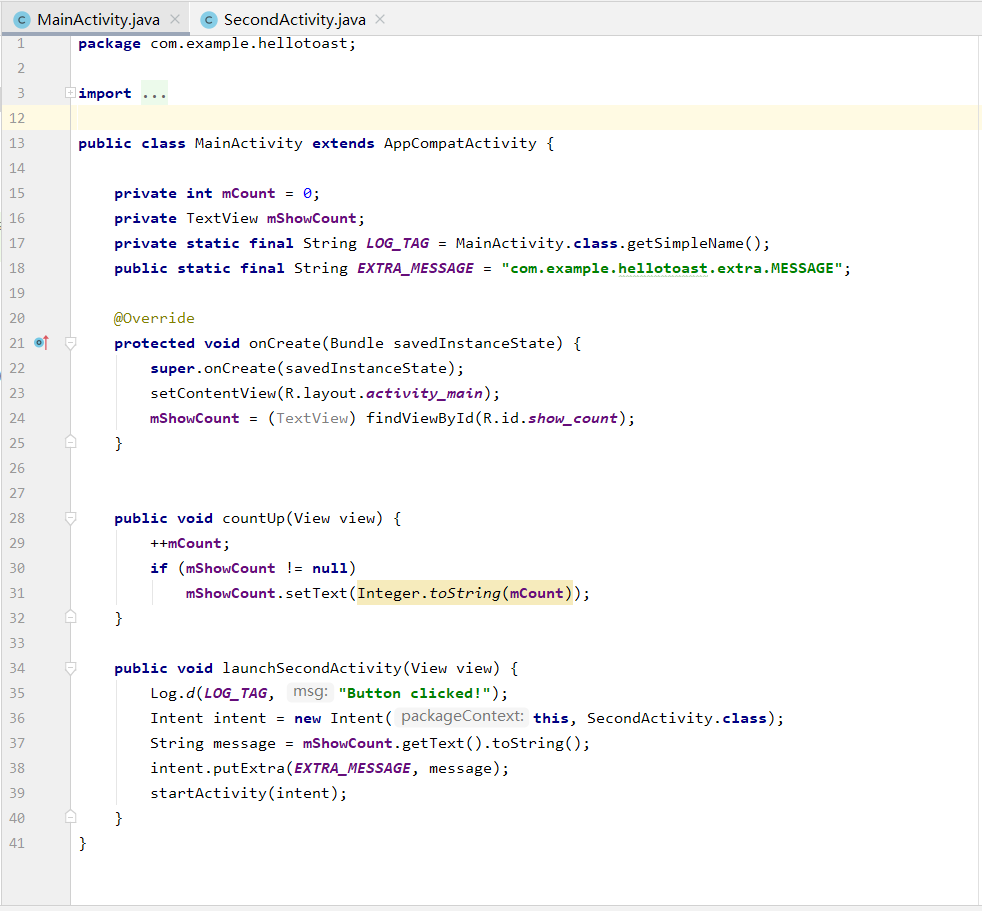 MainActivity.java SecondActivity.java
1 package com.example.hellotoast;
2
3 import ...
12
13 public class MainActivity extends AppCompatActivity {
14
15     private int mCount = 0;
16     private TextView mShowCount;
17     private static final String LOG_TAG = MainActivity.class.getSimpleName();
18     public static final String EXTRA_MESSAGE = "com.example.hellotoast.extra.MESSAGE";
19
20     @Override
21     protected void onCreate(Bundle savedInstanceState) {
22         super.onCreate(savedInstanceState);
23         setContentView(R.layout.activity_main);
24         mShowCount = (TextView) findViewById(R.id.show_count);
25     }
26
27
28     public void countUp(View view) {
29         ++mCount;
30         if (mShowCount != null)
31             mShowCount.setText(Integer.toString(mCount));
32     }
33
34     public void launchSecondActivity(View view) {
35         Log.d(LOG_TAG, msg: "Button clicked!");
36         Intent intent = new Intent( packageContext: this, SecondActivity.class);
37         String message = mShowCount.getText().toString();
38         intent.putExtra(EXTRA_MESSAGE, message);
39         startActivity(intent);
40     }
41 }